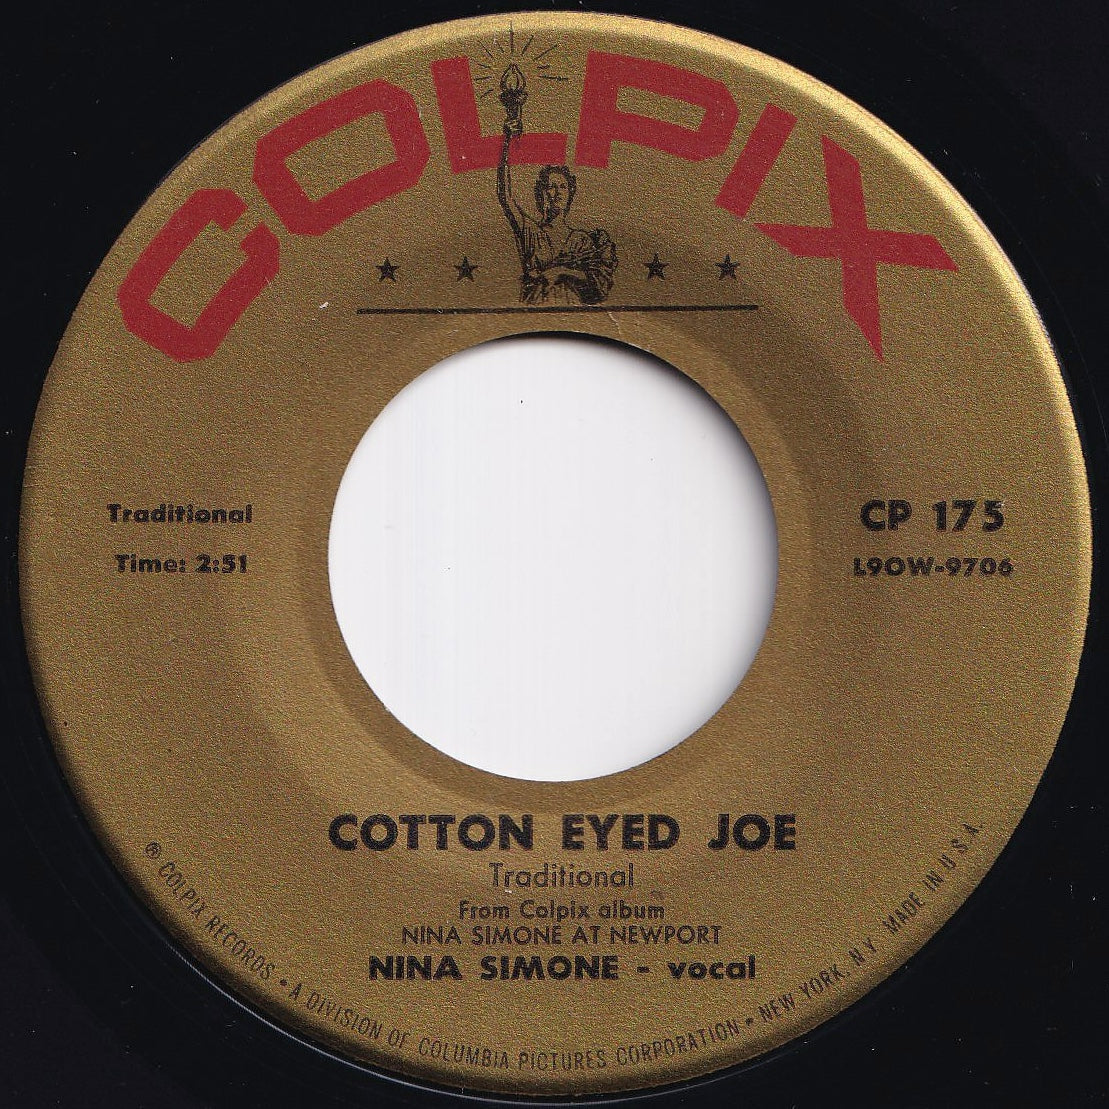 COLPIX
Traditional
Time: 2:51
CP 175
L9OW-9706
COTTON EYED JOE
Traditional
From Colpix album
NINA SIMONE AT NEWPORT
NINA SIMONE - vocal
® COLPIX RECORDS • A DIVISION OF COLUMBIA PICTURES CORPORATION • NEW YORK, N.Y. MADE IN U.S.A.